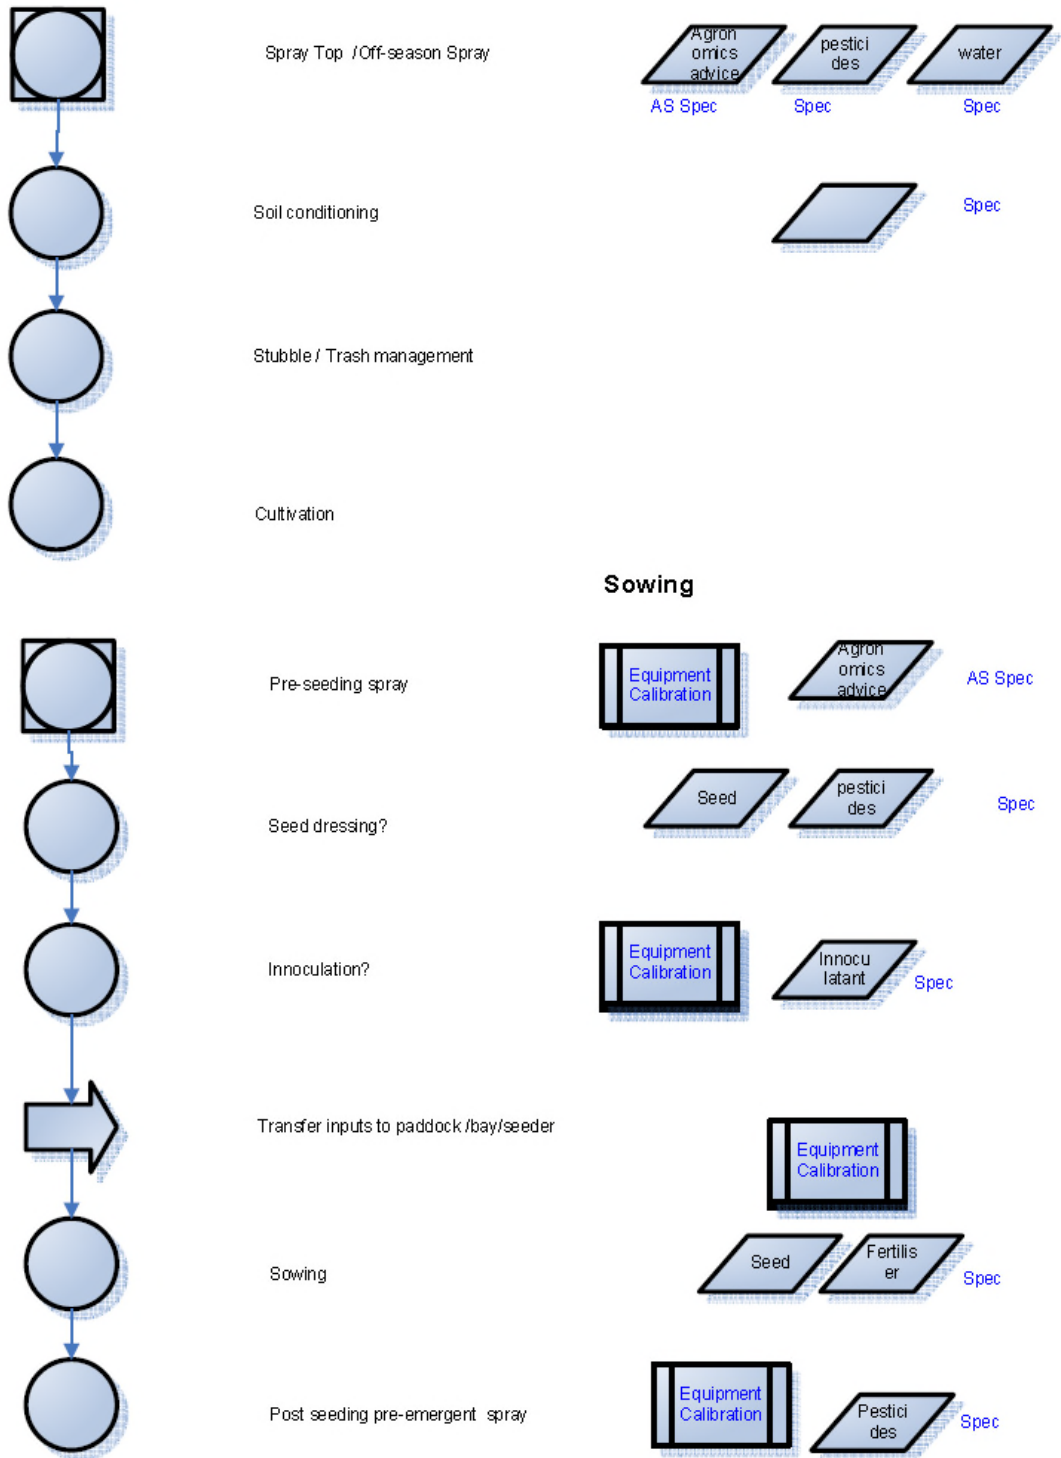 Spray Top /Off-season Spray
Agron
omics
advice
pestici
des
water
AS Spec
Spec
Spec
Soil conditioning
Spec
Stubble / Trash management
Cultivation
Sowing
Pre-seeding spray
Equipment
Calibration
Agron
omics
advice
AS Spec
Seed dressing?
Seed
pestici
des
Spec
Innoculation?
Equipment
Calibration
Innocu
latant
Spec
Transfer inputs to paddock /bay/seeder
Equipment
Calibration
Sowing
Seed
Fertilis
er
Spec
Post seeding pre-emergent spray
Equipment
Calibration
Pestici
des
Spec